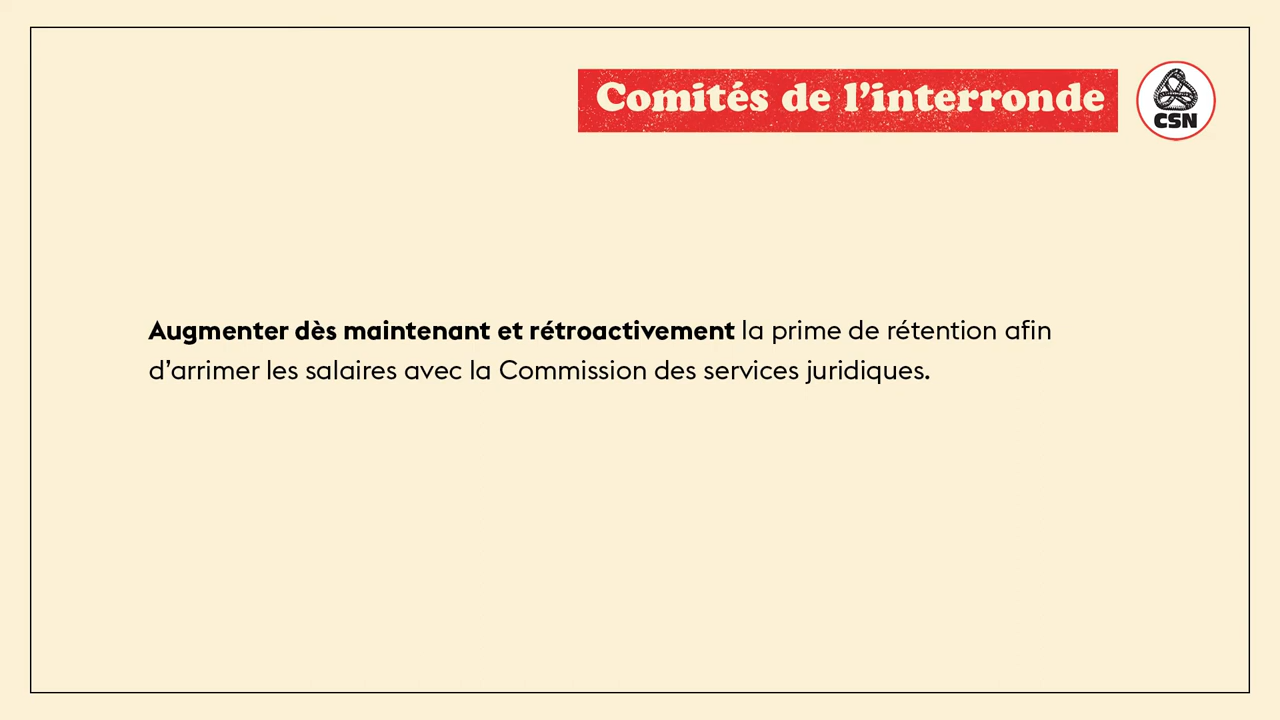 Comités de l’interronde
CSN
Augmenter dès maintenant et rétroactivement la prime de rétention afin
d’arrimer les salaires avec la Commission des services juridiques.